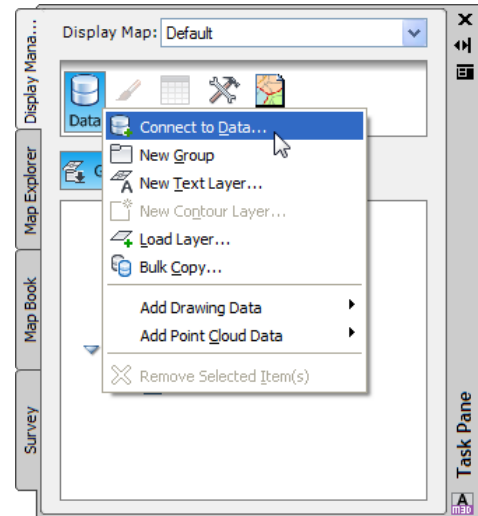 Display Map: Default
Display Mana...
Data
Connect to Data...
New Group
New Text Layer...
New Contour Layer...
Load Layer...
Bulk Copy...
Add Drawing Data
Add Point Cloud Data
Remove Selected Item(s)
Map Explorer
Map Book
Survey
Task Pane